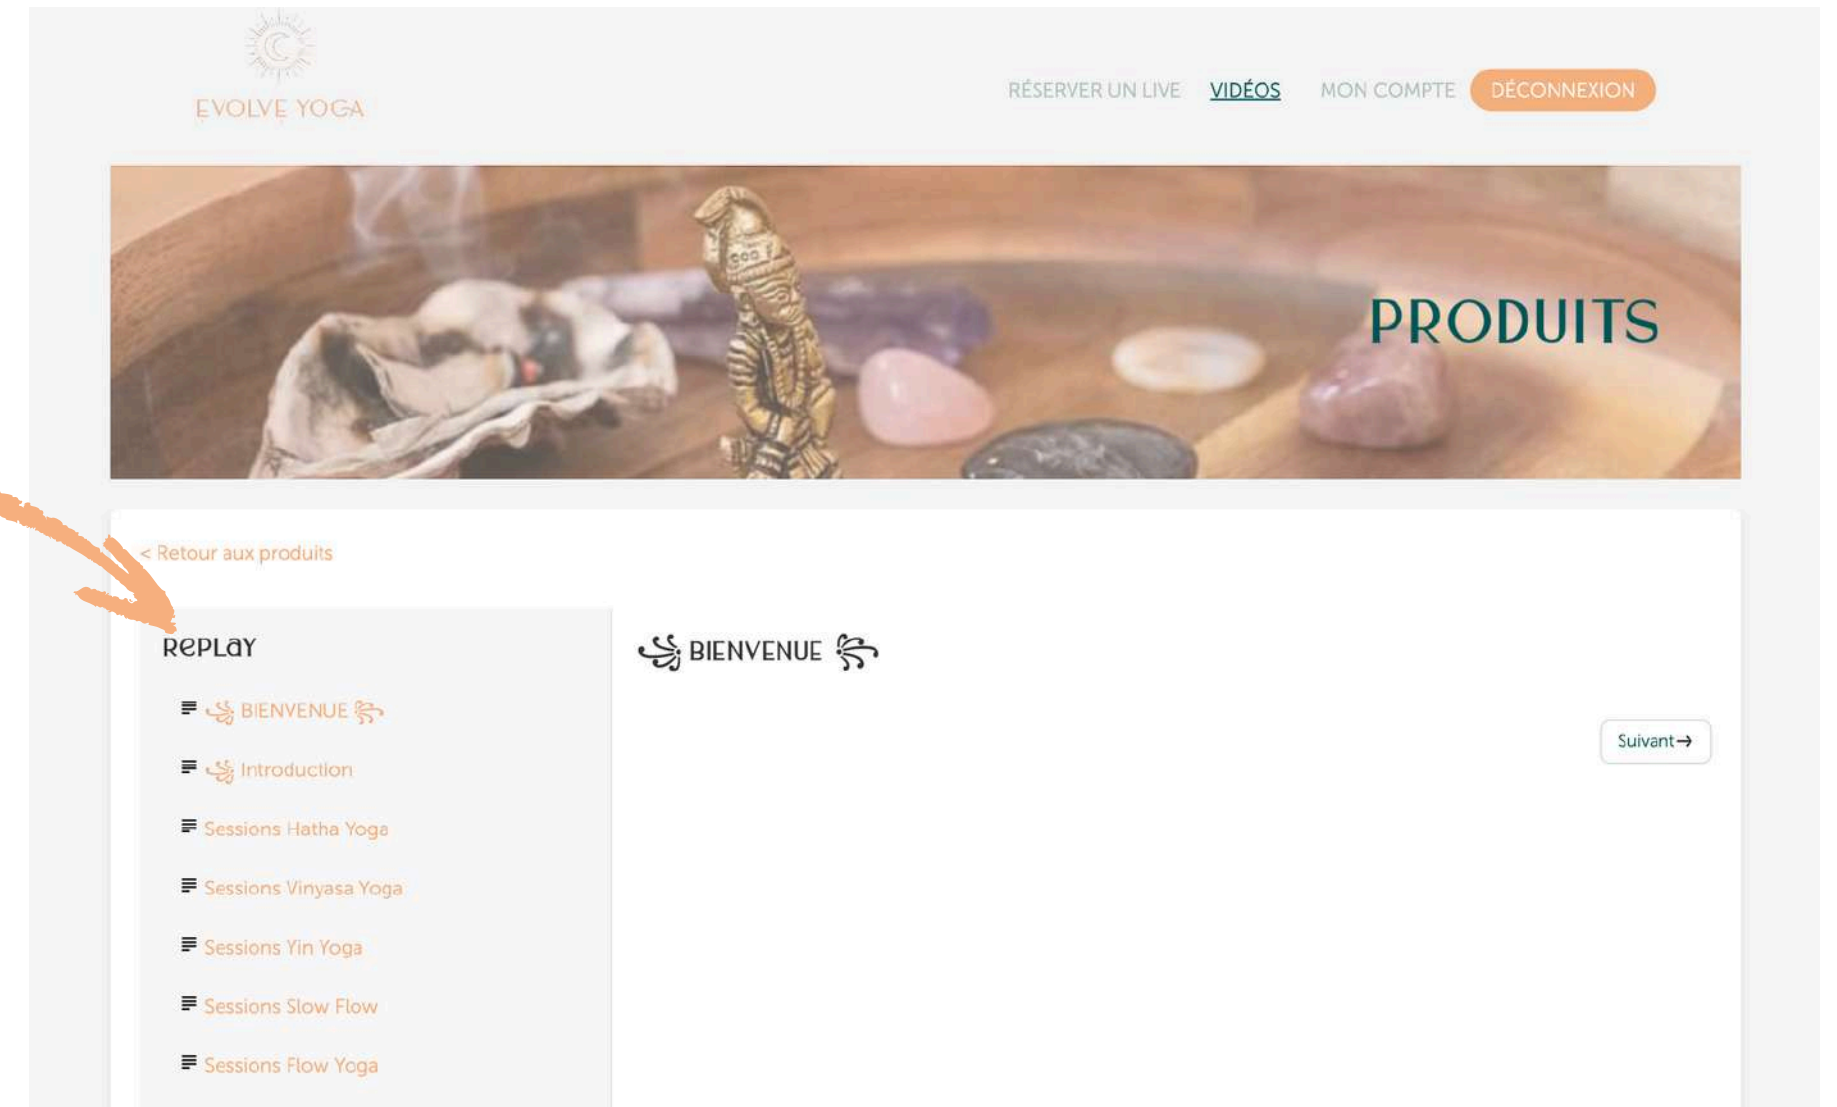 EVOLVE YOGA
RÉSERVER UN LIVE VIDÉOS MON COMPTE DÉCONNEXION
PRODUITS
< Retour aux produits
Replay
BIENVENUE
Introduction
Sessions Hatha Yoga
Sessions Vinyasa Yoga
Sessions Yin Yoga
Sessions Slow Flow
Sessions Flow Yoga
BIENVENUE
Suivant→